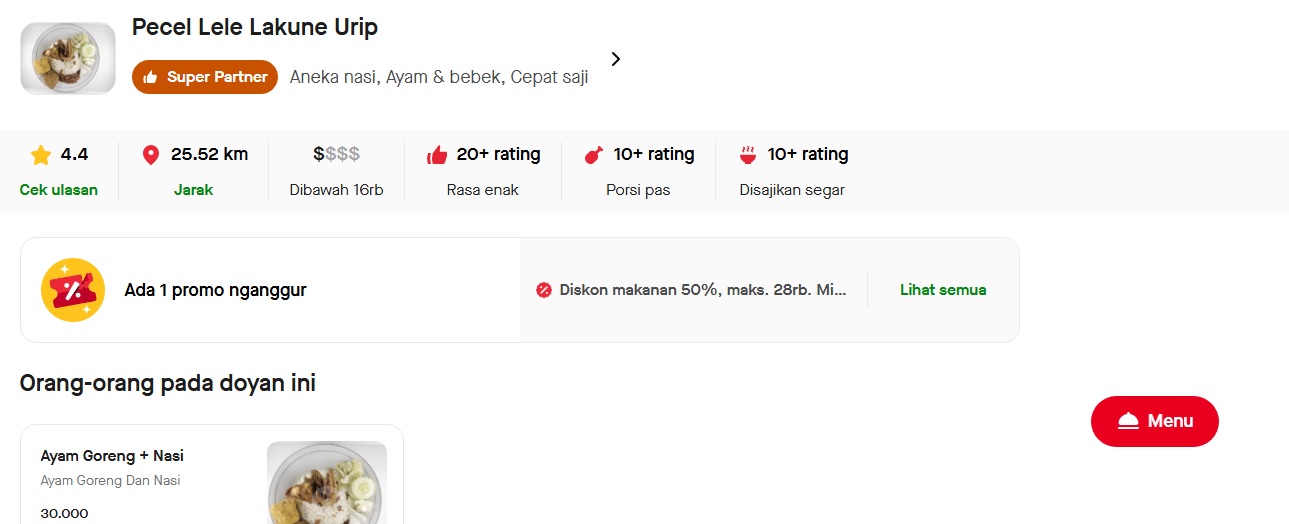 Pecel Lele Lakune Urip
Super Partner Aneka nasi, Ayam & bebek, Cepat saji
4.4 25.52 km $$$$ 20+ rating 10+ rating 10+ rating
Cek ulasan Jarak Dibawah 16rb Rasa enak Porsi pas Disajikan segar
Ada 1 promo nganggur Diskon makanan 50%, maks. 28rb. Mi... Lihat semua
Orang-orang pada doyan ini
Menu
Ayam Goreng + Nasi
Ayam Goreng Dan Nasi
30.000